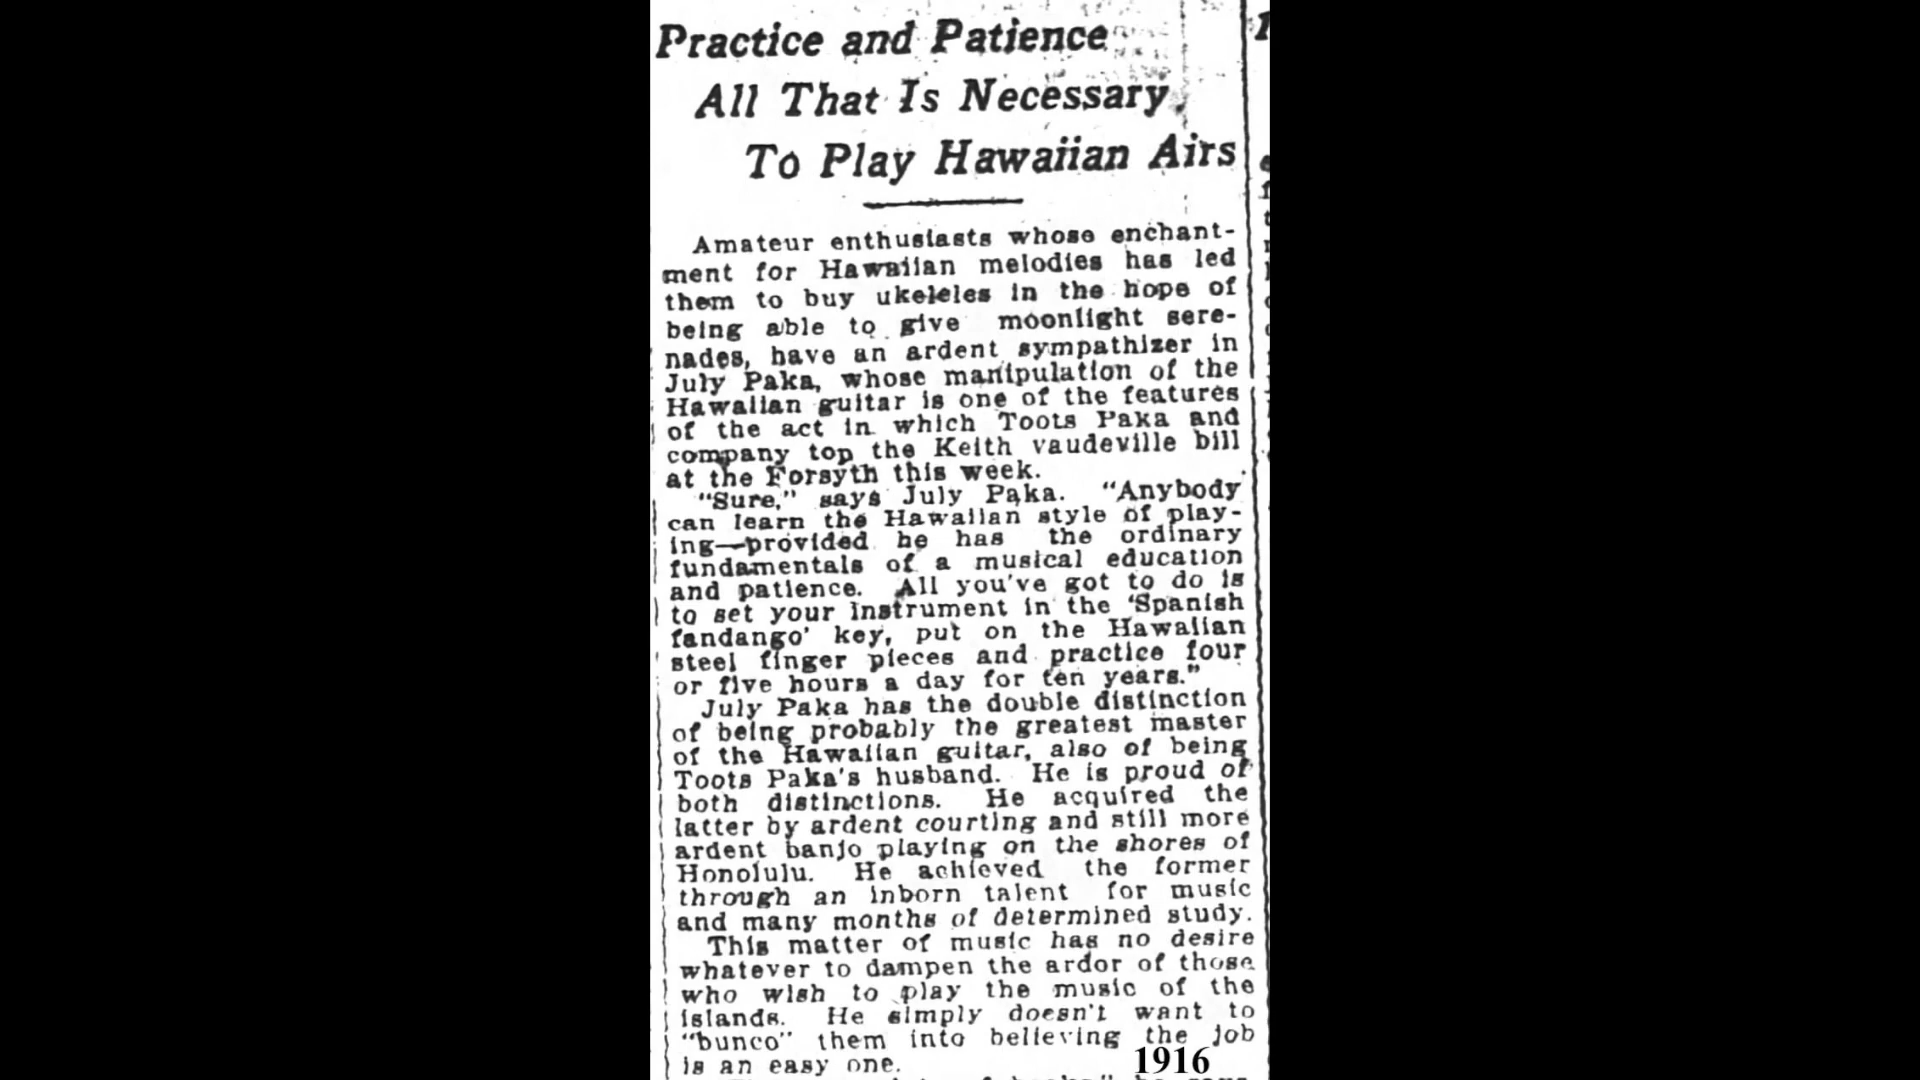 Practice and Patience
All That Is Necessary
To Play Hawaiian Airs
Amateur enthusiasts whose enchant-
ment for Hawaiian melodies has led
them to buy ukeleles in the hope of
being able to give moonlight sere-
nades, have an ardent sympathizer in
July Paka, whose manipulation of the
Hawaiian guitar is one of the features
of the act in which Toots Paka and
company top the Keith vaudeville bill
at the Forsyth this week.
"Sure," says July Paka. "Anybody
can learn the Hawaiian style of play-
ing—provided he has the ordinary
fundamentals of a musical education
and patience. All you've got to do is
to set your instrument in the 'Spanish
fandango' key, put on the Hawaiian
steel finger pieces and practice four
or five hours a day for ten years."
July Paka has the double distinction
of being probably the greatest master
of the Hawaiian guitar, also of being
Toots Paka's husband. He is proud of
both distinctions. He acquired the
latter by ardent courting and still more
ardent banjo playing on the shores of
Honolulu. He achieved the former
through an inborn talent for music
and many months of determined study.
This matter of music has no desire
whatever to dampen the ardor of those
who wish to play the music of the
islands. He simply doesn't want to
"bunco" them into believing the job
is an easy one.
1916